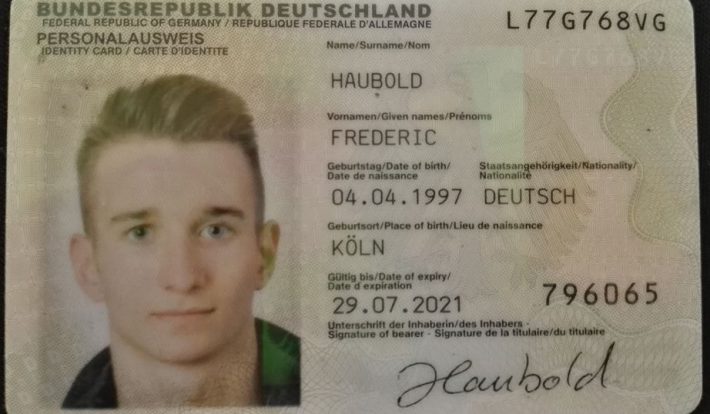 BUNDESREPUBLIK DEUTSCHLAND
FEDERAL REPUBLIC OF GERMANY / REPUBLIQUE FEDERALE D'ALLEMAGNE
PERSONALAUSWEIS
IDENTITY CARD / CARTE D'IDENTITE
L77G768VG
Name/Surname/Nom
HAUBOLD
Vornamen/Given names/Prénoms
FREDERIC
Geburtstag/Date of birth/
Date de naissance
Staatsangehörigkeit/Nationality/
Nationalité
04.04.1997 DEUTSCH
Geburtsort/Place of birth/Lieu de naissance
KÖLN
Gültig bis/Date of expiry/
Date d'expiration
29.07.2021
796065
Unterschrift der Inhaberin/des Inhabers -
Signature of bearer - Signature de la titulaire/du titulaire
Haubold